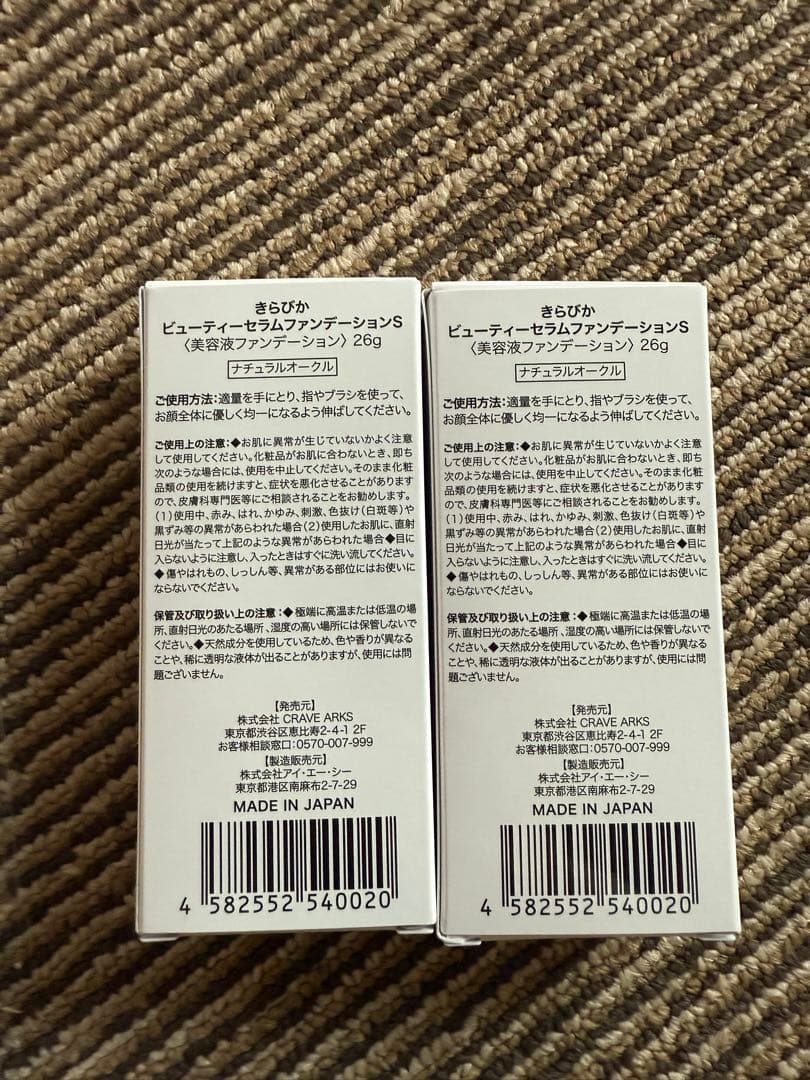 きらびか
ビューティーセラムファンデーションS
〈美容液ファンデーション〉26g
ナチュラルオークル
ご使用方法:適量を手にとり、指やブラシを使って、
お顔全体に優しく均一になるよう伸ばしてください。
ご使用上の注意:◆お肌に異常が生じていないかよく注意
して使用してください。化粧品がお肌に合わないとき、即ち
次のような場合には、使用を中止してください。そのまま化粧
品類の使用を続けますと、症状を悪化させることがあります
ので、皮膚科専門医等にご相談されることをお勧めします。
(1)使用中、赤み、はれ、かゆみ、刺激、色抜け(白斑等)や
黒ずみ等の異常があらわれた場合(2)使用したお肌に、直射
日光が当たって上記のような異常があらわれた場合◆目に
入らないように注意し、入ったときはすぐに洗い流してください。
◆傷やはれもの、しっしん等、異常がある部位にはお使いに
ならないでください。
保管及び取り扱い上の注意:◆極端に高温または低温の場
所、直射日光のあたる場所、湿度の高い場所には保管しないで
ください。◆天然成分を使用しているため、色や香りが異なる
ことや、稀に透明な液体が出ることがありますが、使用には問
題ございません。
【発売元】
株式会社 CRAVE ARKS
東京都渋谷区恵比寿2-4-1 2F
お客様相談窓口:0570-007-999
【製造販売元】
株式会社アイ・エー・シー
東京都港区南麻布2-7-29
MADE IN JAPAN
4 582552 540020
きらびか
ビューティーセラムファンデーションS
〈美容液ファンデーション〉26g
ナチュラルオークル
ご使用方法:適量を手にとり、指やブラシを使って、
お顔全体に優しく均一になるよう伸ばしてください。
ご使用上の注意:◆お肌に異常が生じていないかよく注意
して使用してください。化粧品がお肌に合わないとき、即ち
次のような場合には、使用を中止してください。そのまま化粧
品類の使用を続けますと、症状を悪化させることがあります
ので、皮膚科専門医等にご相談されることをお勧めします。
(1)使用中、赤み、はれ、かゆみ、刺激、色抜け(白斑等)や
黒ずみ等の異常があらわれた場合(2)使用したお肌に、直射
日光が当たって上記のような異常があらわれた場合◆目に
入らないように注意し、入ったときはすぐに洗い流してください。
◆傷やはれもの、しっしん等、異常がある部位にはお使いに
ならないでください。
保管及び取り扱い上の注意:◆極端に高温または低温の場
所、直射日光のあたる場所、湿度の高い場所には保管しないで
ください。◆天然成分を使用しているため、色や香りが異なる
ことや、稀に透明な液体が出ることがありますが、使用には問
題ございません。
【発売元】
株式会社 CRAVE ARKS
東京都渋谷区恵比寿2-4-1 2F
お客様相談窓口:0570-007-999
【製造販売元】
株式会社アイ・エー・シー
東京都港区南麻布2-7-29
MADE IN JAPAN
4 582552 540020